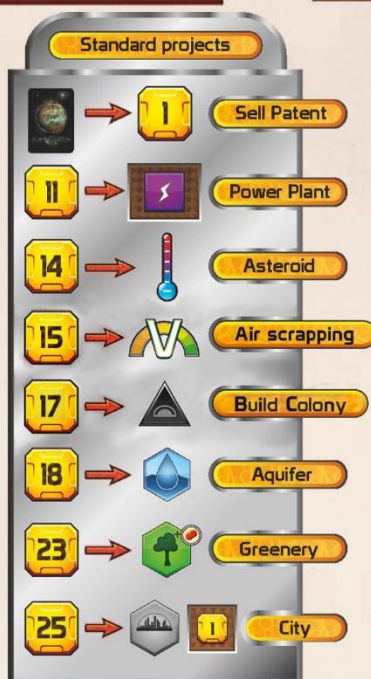 Standard projects
1 Sell Patent
11 Power Plant
14 Asteroid
15 V Air scrapping
17 Build Colony
18 Aquifer
23 Greenery
25 1 City